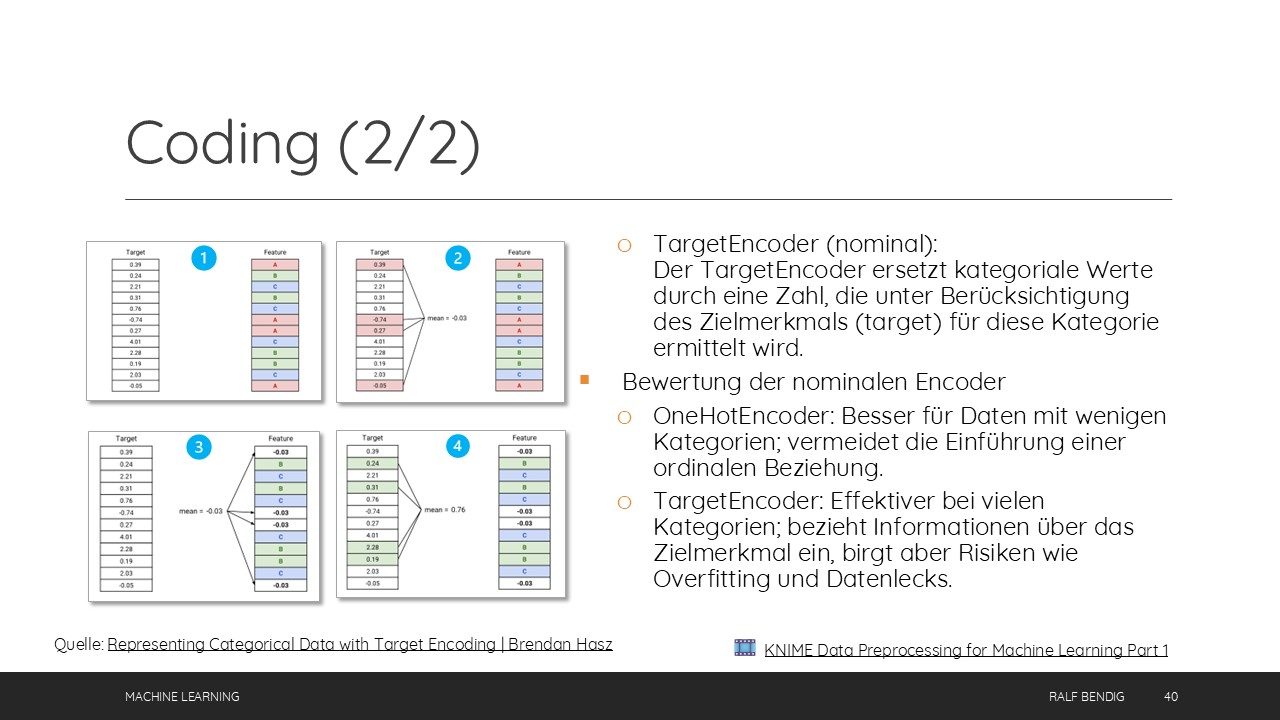 Coding (2/2)
Target Feature
0.39 A
0.24 B
2.21 C
0.31 B
0.76 C
-0.74 A
0.27 A
4.01 C
2.28 B
0.19 B
2.03 C
-0.05 A
1
Target Feature
0.39 A
0.24 B
2.21 C
0.31 B
0.76 C
-0.74 A
0.27 A
4.01 C
2.28 B
0.19 B
2.03 C
-0.05 A
2
mean = -0.03
Target Feature
0.39 -0.03
0.24 B
2.21 C
0.31 B
0.76 C
-0.74 -0.03
0.27 -0.03
4.01 C
2.28 B
0.19 B
2.03 C
-0.05 -0.03
3
mean = -0.03
Target Feature
0.39 -0.03
0.24 B
2.21 C
0.31 B
0.76 C
-0.74 -0.03
0.27 -0.03
4.01 C
2.28 B
0.19 B
2.03 C
-0.05 -0.03
4
mean = 0.76
TargetEncoder (nominal):
Der TargetEncoder ersetzt kategoriale Werte
durch eine Zahl, die unter Berücksichtigung
des Zielmerkmals (target) für diese Kategorie
ermittelt wird.
Bewertung der nominalen Encoder
OneHotEncoder: Besser für Daten mit wenigen
Kategorien; vermeidet die Einführung einer
ordinalen Beziehung.
TargetEncoder: Effektiver bei vielen
Kategorien; bezieht Informationen über das
Zielmerkmal ein, birgt aber Risiken wie
Overfitting und Datenlecks.
Quelle: Representing Categorical Data with Target Encoding | Brendan Hasz
KNIME Data Preprocessing for Machine Learning Part 1
MACHINE LEARNING
RALF BENDIG
40